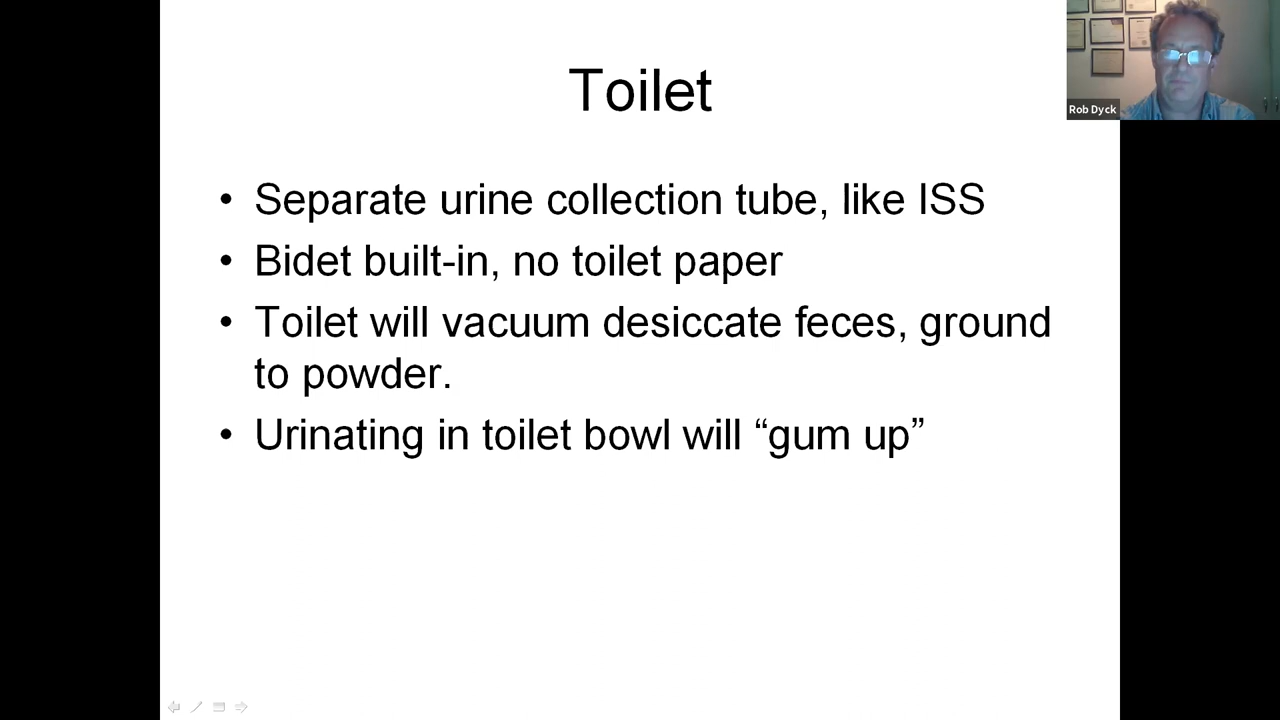 Toilet
Rob Dyck
• Separate urine collection tube, like ISS
• Bidet built-in, no toilet paper
• Toilet will vacuum desiccate feces, ground
to powder.
• Urinating in toilet bowl will “gum up”